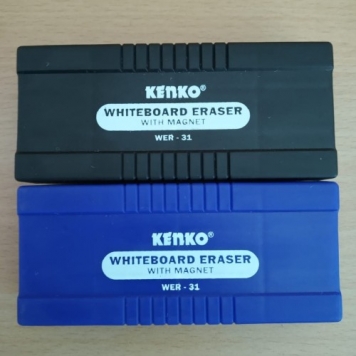 KENKO®
WHITEBOARD ERASER
WITH MAGNET
WER - 31
KENKO®
WHITEBOARD ERASER
WITH MAGNET
WER - 31